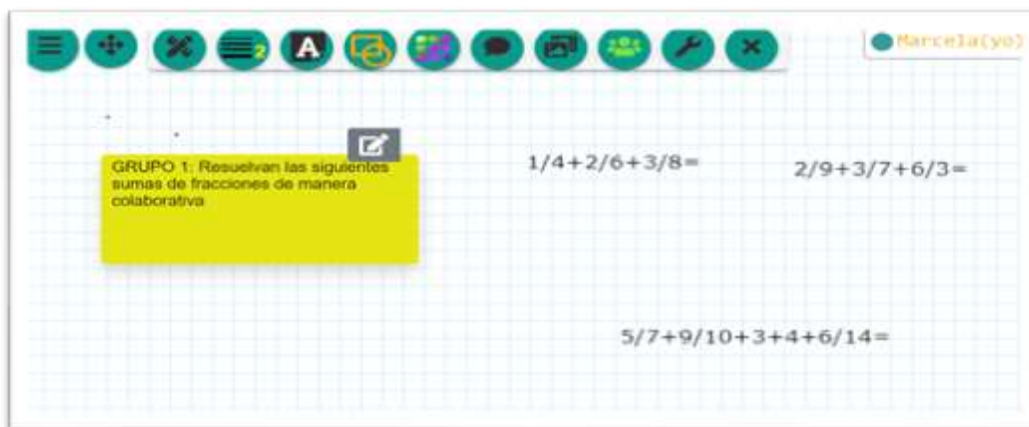 2
A
Marcela(yo)
GRUPO 1: Resuelvan las siguientes
sumas de fracciones de manera
colaborativa
1/4+2/6+3/8=
2/9+3/7+6/3=
5/7+9/10+3+4+6/14=